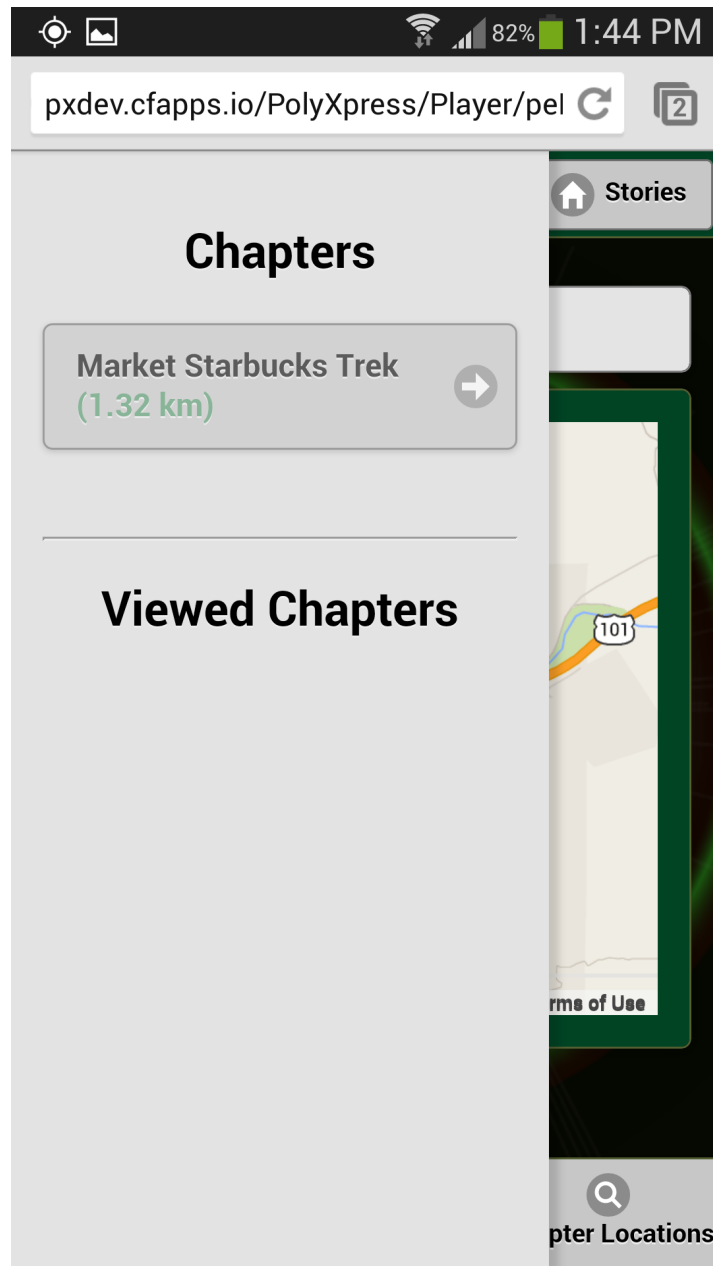 82% 1:44 PM
pxdev.cfapps.io/PolyXpress/Player/pel
2
Stories
Chapters
Market Starbucks Trek
(1.32 km)
Viewed Chapters
101
rms of Use
pter Locations